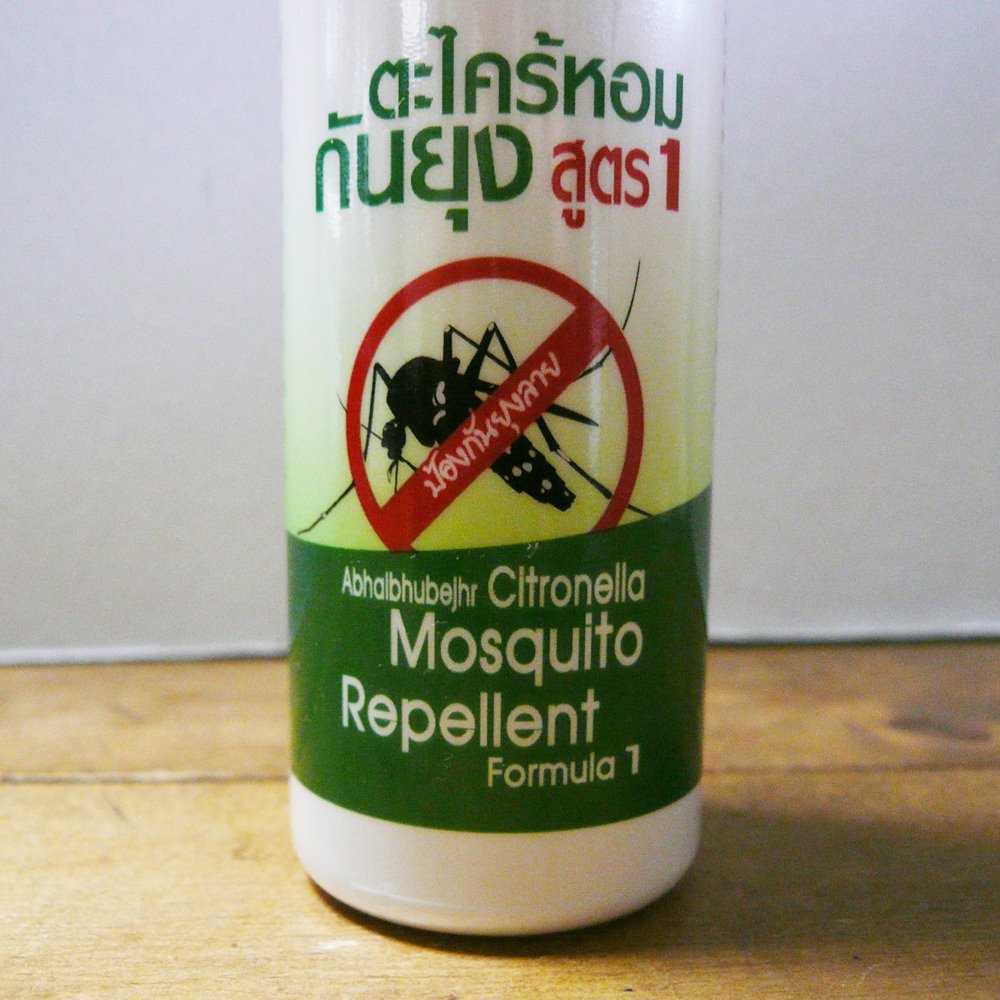 ตะไคร้หอม
กันยุง สูตร 1
ป้องกันยุงลาย
Abhaibhubejhr Citronella
Mosquito
Repellent
Formula 1